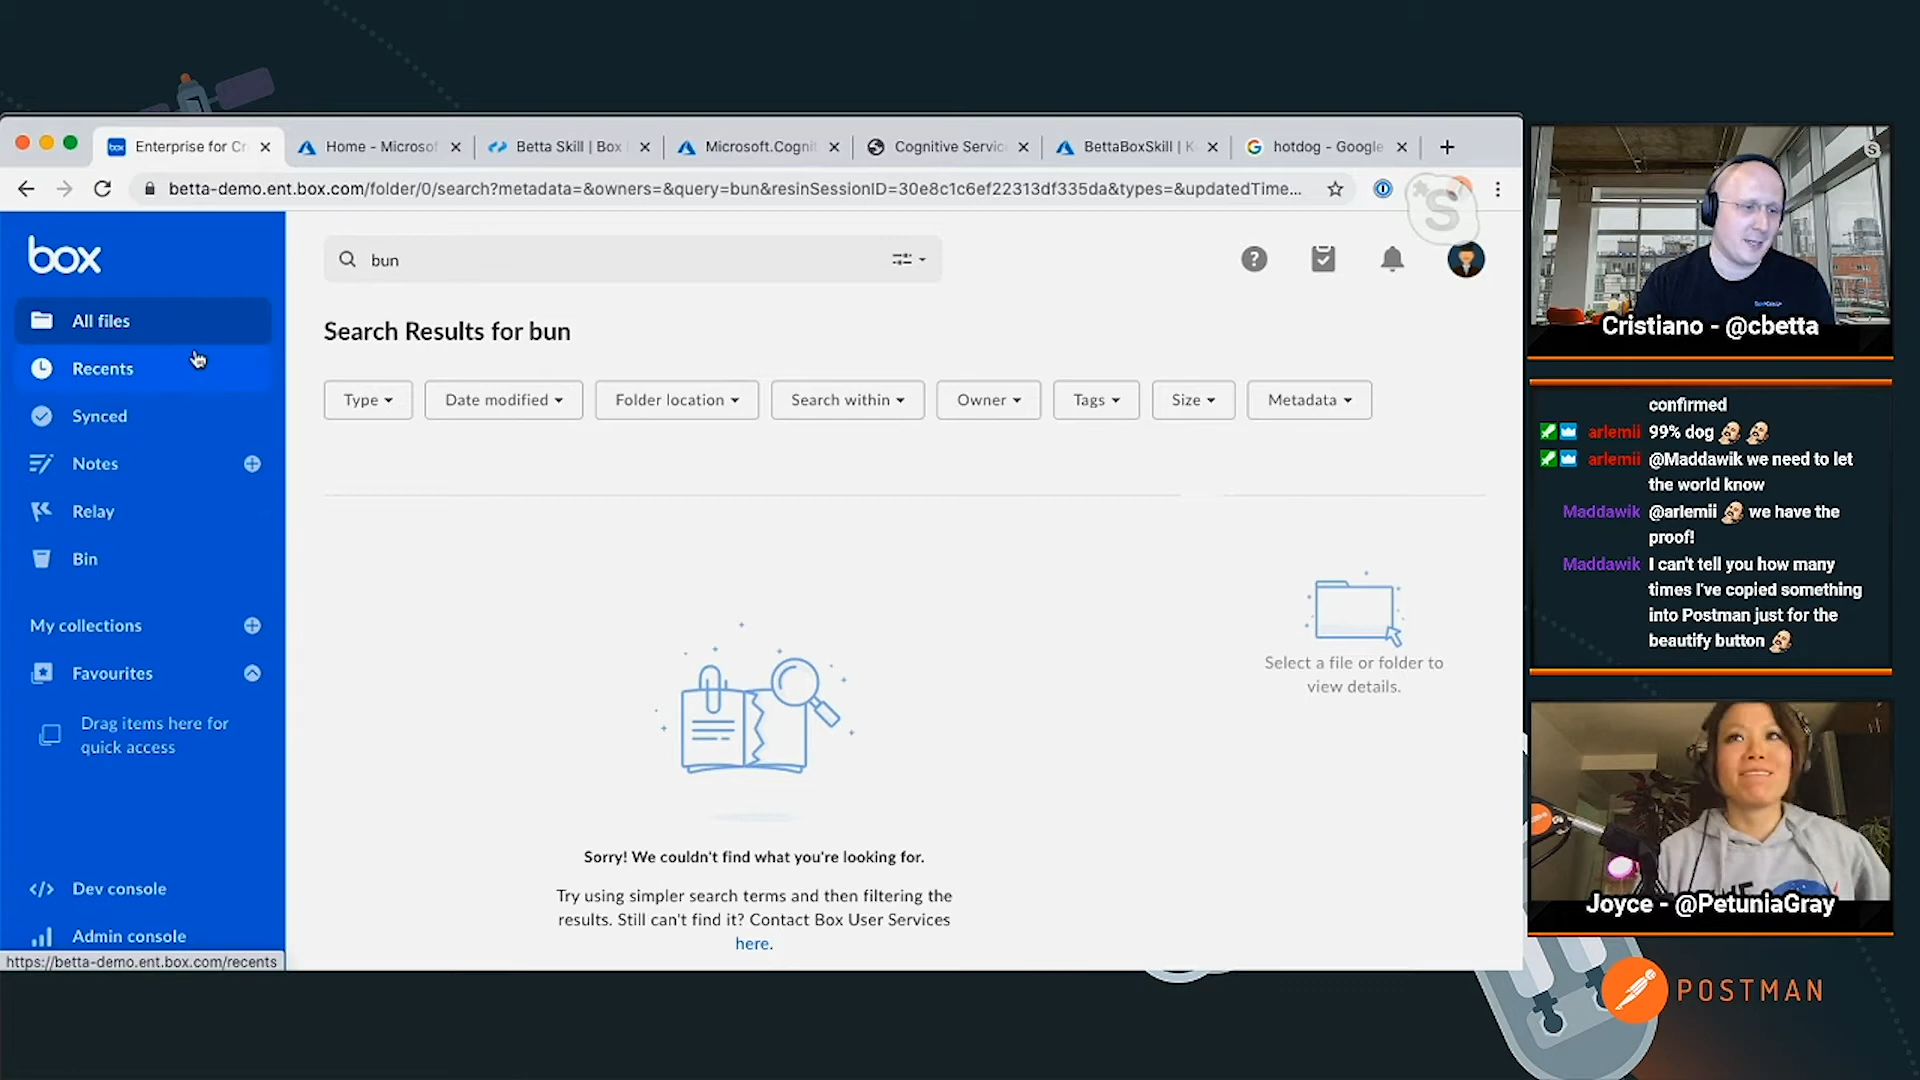 Enterprise for Cr
Home - Microsof
Betta Skill | Box
Microsoft.Cognit
Cognitive Servic
BettaBoxSkill | K
hotdog - Google
betta-demo.ent.box.com/folder/0/search?metadata=&owners=&query=bun&resinSessionID=30e8c1c6ef22313df335da&types=&updatedTime...
box
bun
All files
Recents
Synced
Notes
Relay
Bin
My collections
Favourites
Drag items here for
quick access
Dev console
Admin console
https://betta-demo.ent.box.com/recents
Search Results for bun
Type
Date modified
Folder location
Search within
Owner
Tags
Size
Metadata
Select a file or folder to
view details.
Sorry! We couldn't find what you're looking for.
Try using simpler search terms and then filtering the
results. Still can't find it? Contact Box User Services
here.
Cristiano - @cbetta
confirmed
arlemii 99% dog
arlemii @Maddawik we need to let
the world know
Maddawik @arlemii we have the
proof!
Maddawik I can't tell you how many
times I've copied something
into Postman just for the
beautify button
Joyce - @PetuniaGray
POSTMAN